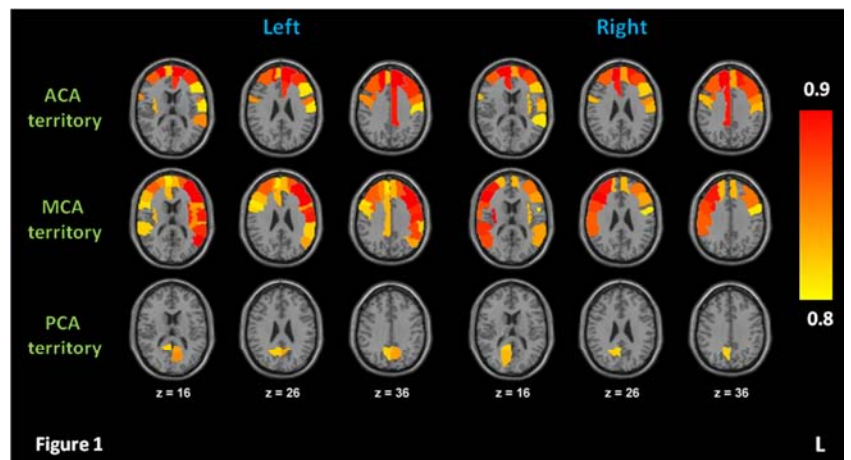 Left
Right
ACA
territory
0.9
MCA
territory
PCA
territory
0.8
z = 16
z = 26
z = 36
z = 16
z = 26
z = 36
Figure 1
L